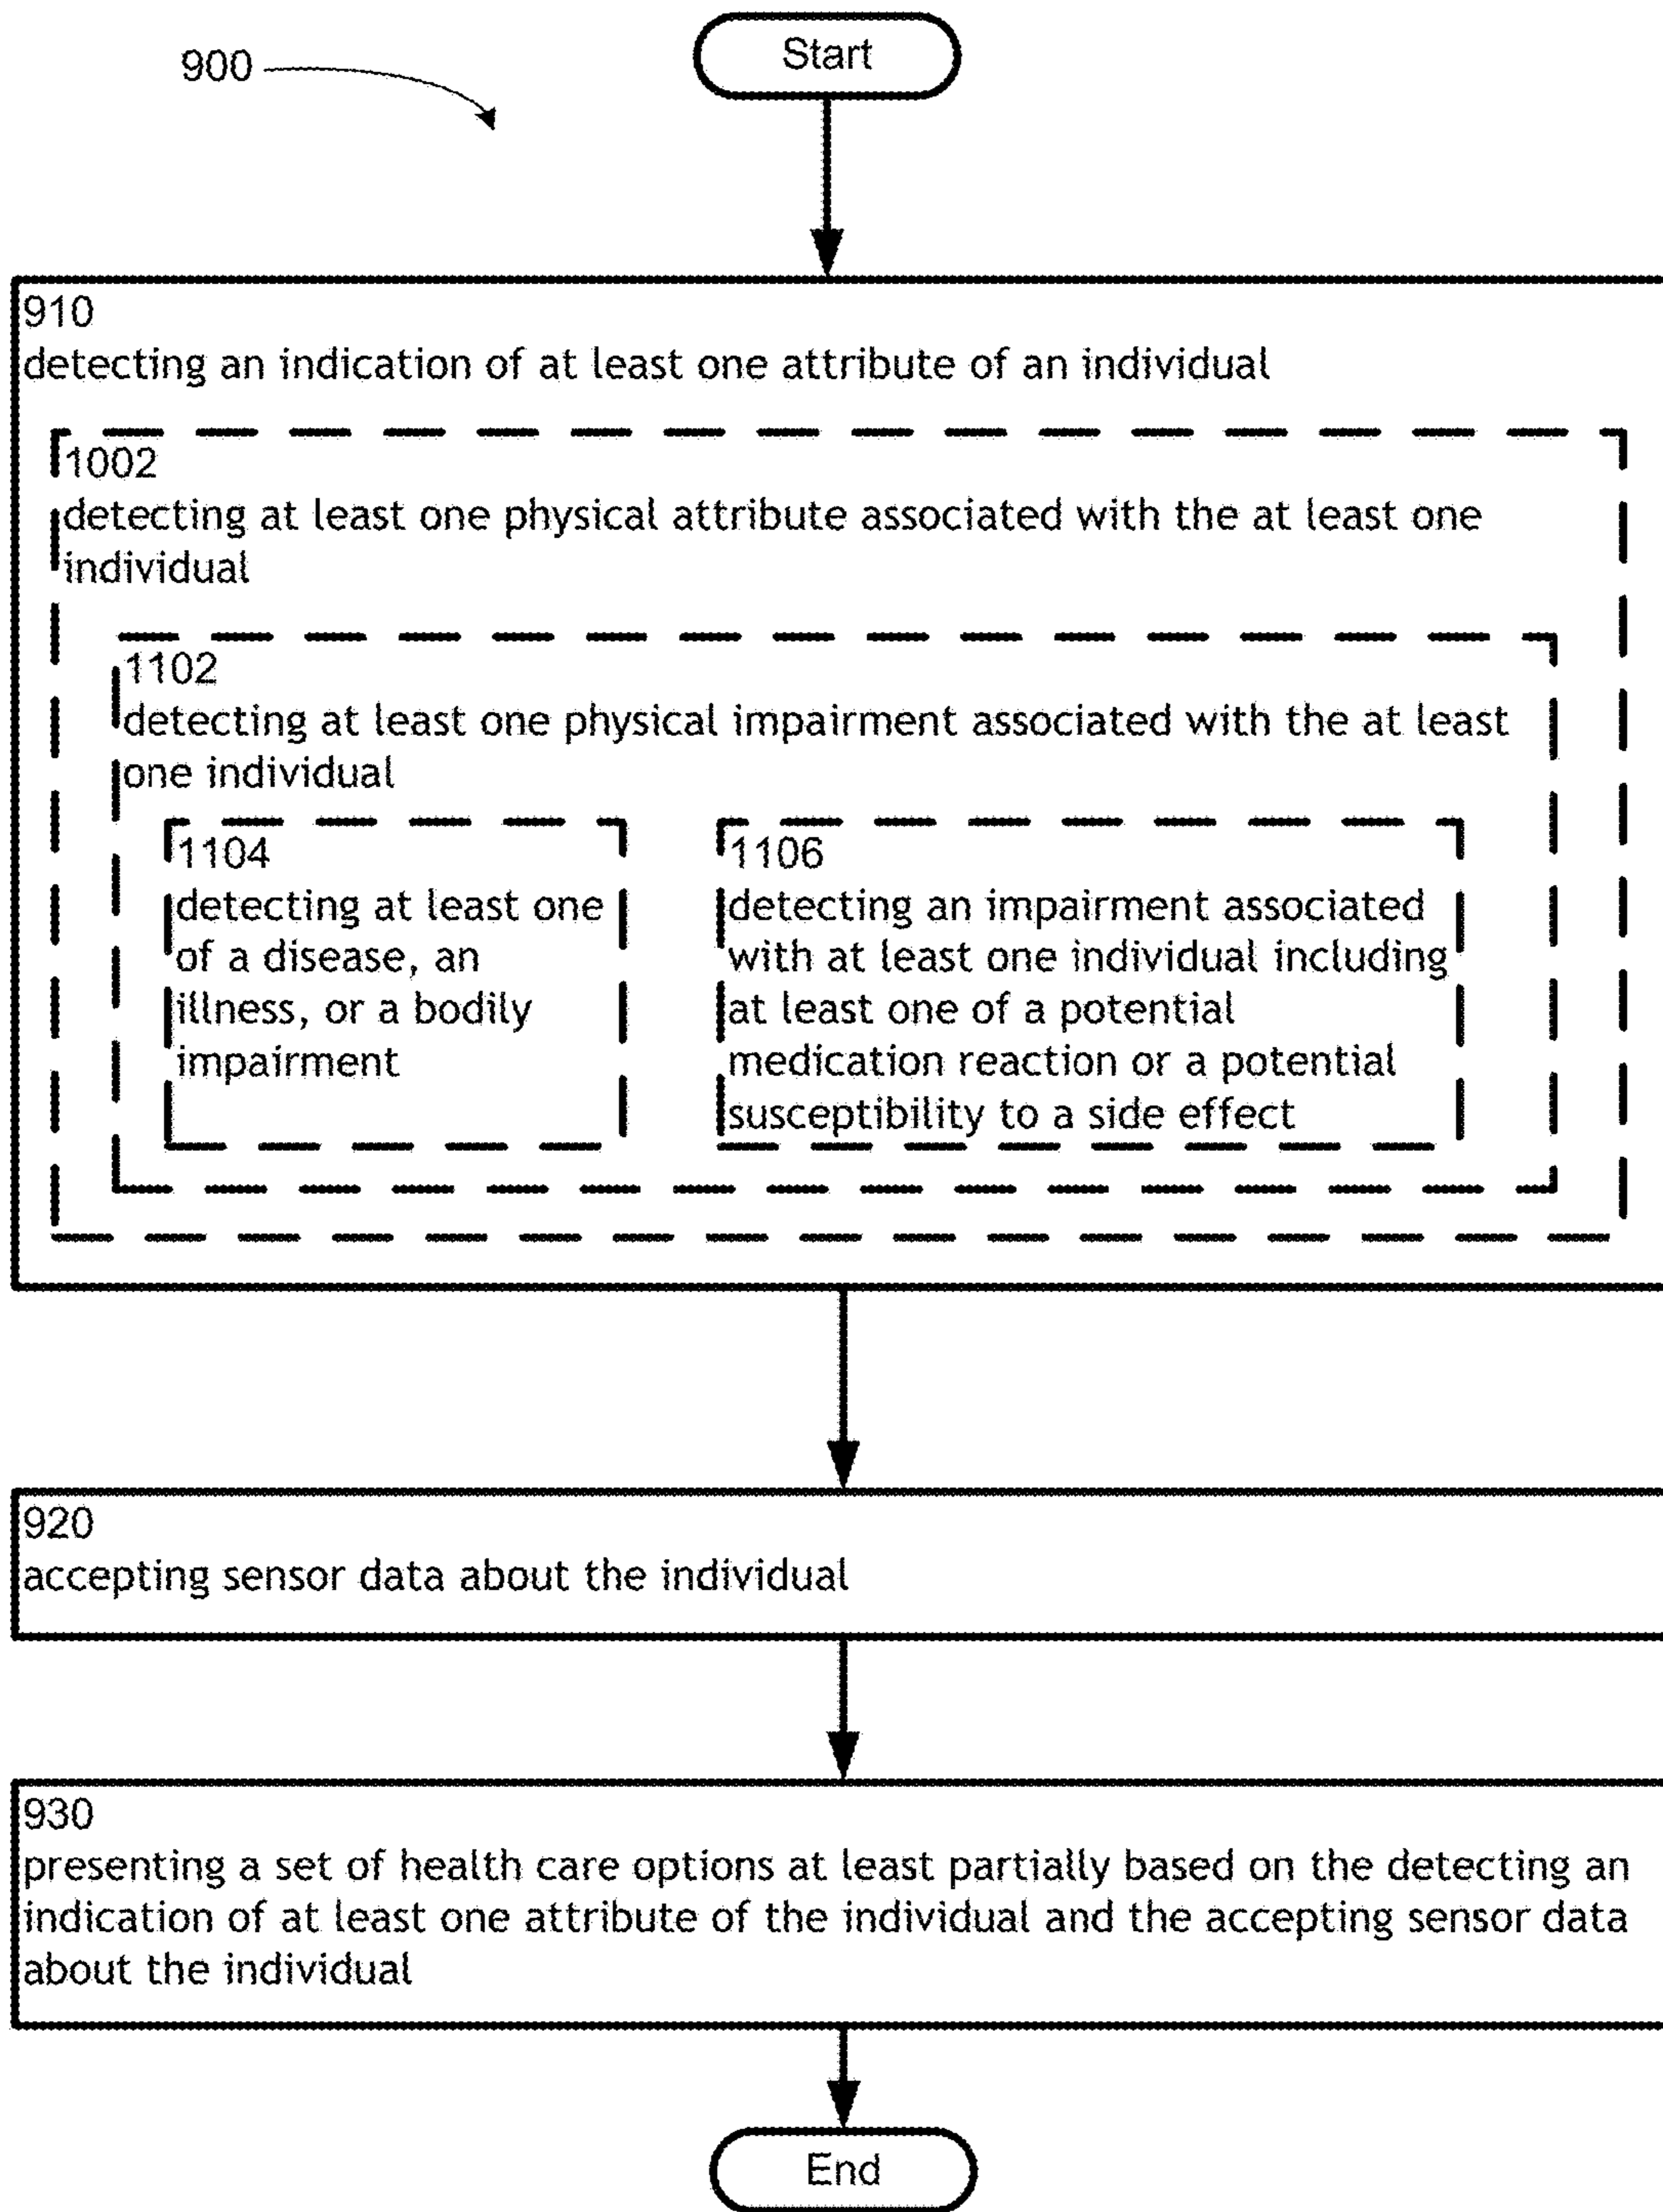 900
Start
910
detecting an indication of at least one attribute of an individual
1002
detecting at least one physical attribute associated with the at least one
individual
1102
detecting at least one physical impairment associated with the at least
one individual
1104
detecting at least one
of a disease, an
illness, or a bodily
impairment
1106
detecting an impairment associated
with at least one individual including
at least one of a potential
medication reaction or a potential
susceptibility to a side effect
920
accepting sensor data about the individual
930
presenting a set of health care options at least partially based on the detecting an
indication of at least one attribute of the individual and the accepting sensor data
about the individual
End